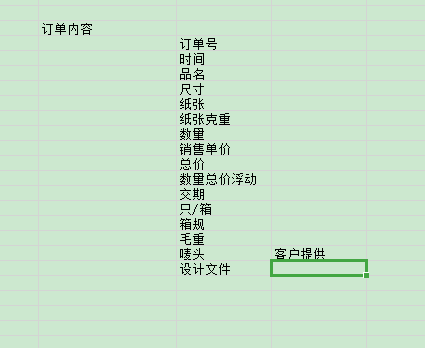 订单内容
订单号
时间
品名
尺寸
纸张
纸张克重
数量
销售单价
总价
数量总价浮动
交期
只/箱
箱规
毛重
唛头 客户提供
设计文件